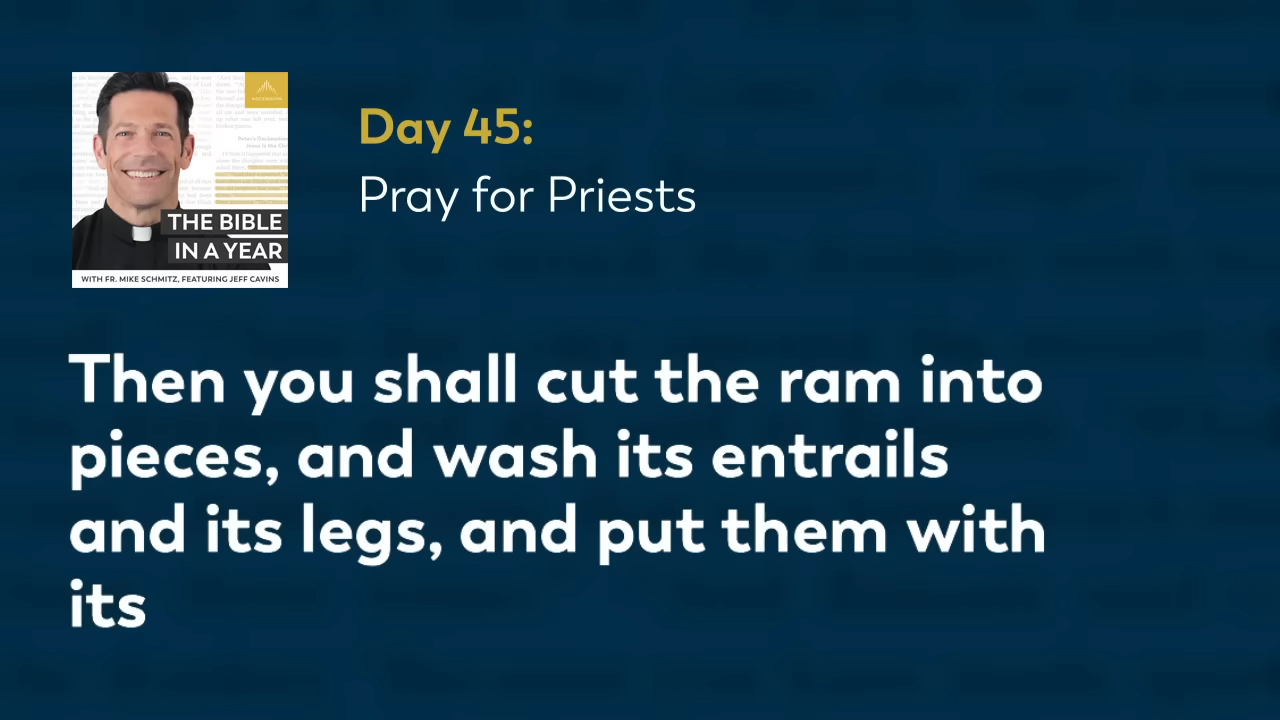 THE BIBLE
IN A YEAR
WITH FR. MIKE SCHMITZ, FEATURING JEFF CAVINS
Day 45:
Pray for Priests
Then you shall cut the ram into
pieces, and wash its entrails
and its legs, and put them with
its